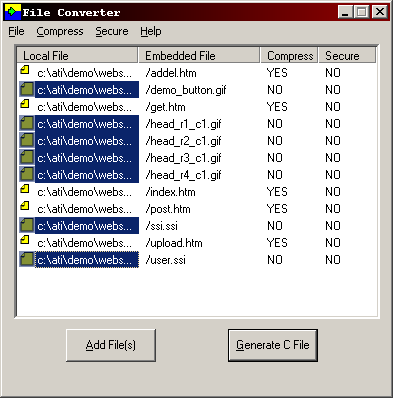 File Converter
File Compress Secure Help
Local File Embedded File Compress Secure
c:\ati\demo\webs... /addel.htm YES NO
c:\ati\demo\webs... /demo_button.gif NO NO
c:\ati\demo\webs... /get.htm YES NO
c:\ati\demo\webs... /head_r1_c1.gif NO NO
c:\ati\demo\webs... /head_r2_c1.gif NO NO
c:\ati\demo\webs... /head_r3_c1.gif NO NO
c:\ati\demo\webs... /head_r4_c1.gif NO NO
c:\ati\demo\webs... /index.htm YES NO
c:\ati\demo\webs... /post.htm YES NO
c:\ati\demo\webs... /ssi.ssi NO NO
c:\ati\demo\webs... /upload.htm YES NO
c:\ati\demo\webs... /user.ssi NO NO
Add File(s) Generate C File